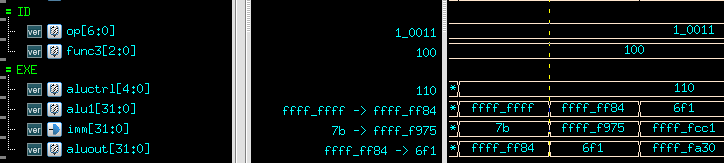 ID
ver op[6:0] 1_0011 1_0011
ver func3[2:0] 100 100
EXE
ver aluctrl[4:0] 110 * 110
ver alu1[31:0] ffff_ffff -> ffff_ff84 * ffff_ffff ffff_ff84 6f1
ver imm[31:0] 7b -> ffff_f975 * 7b ffff_f975 ffff_fcc1
ver aluout[31:0] ffff_ff84 -> 6f1 * ffff_ff84 6f1 ffff_fa30